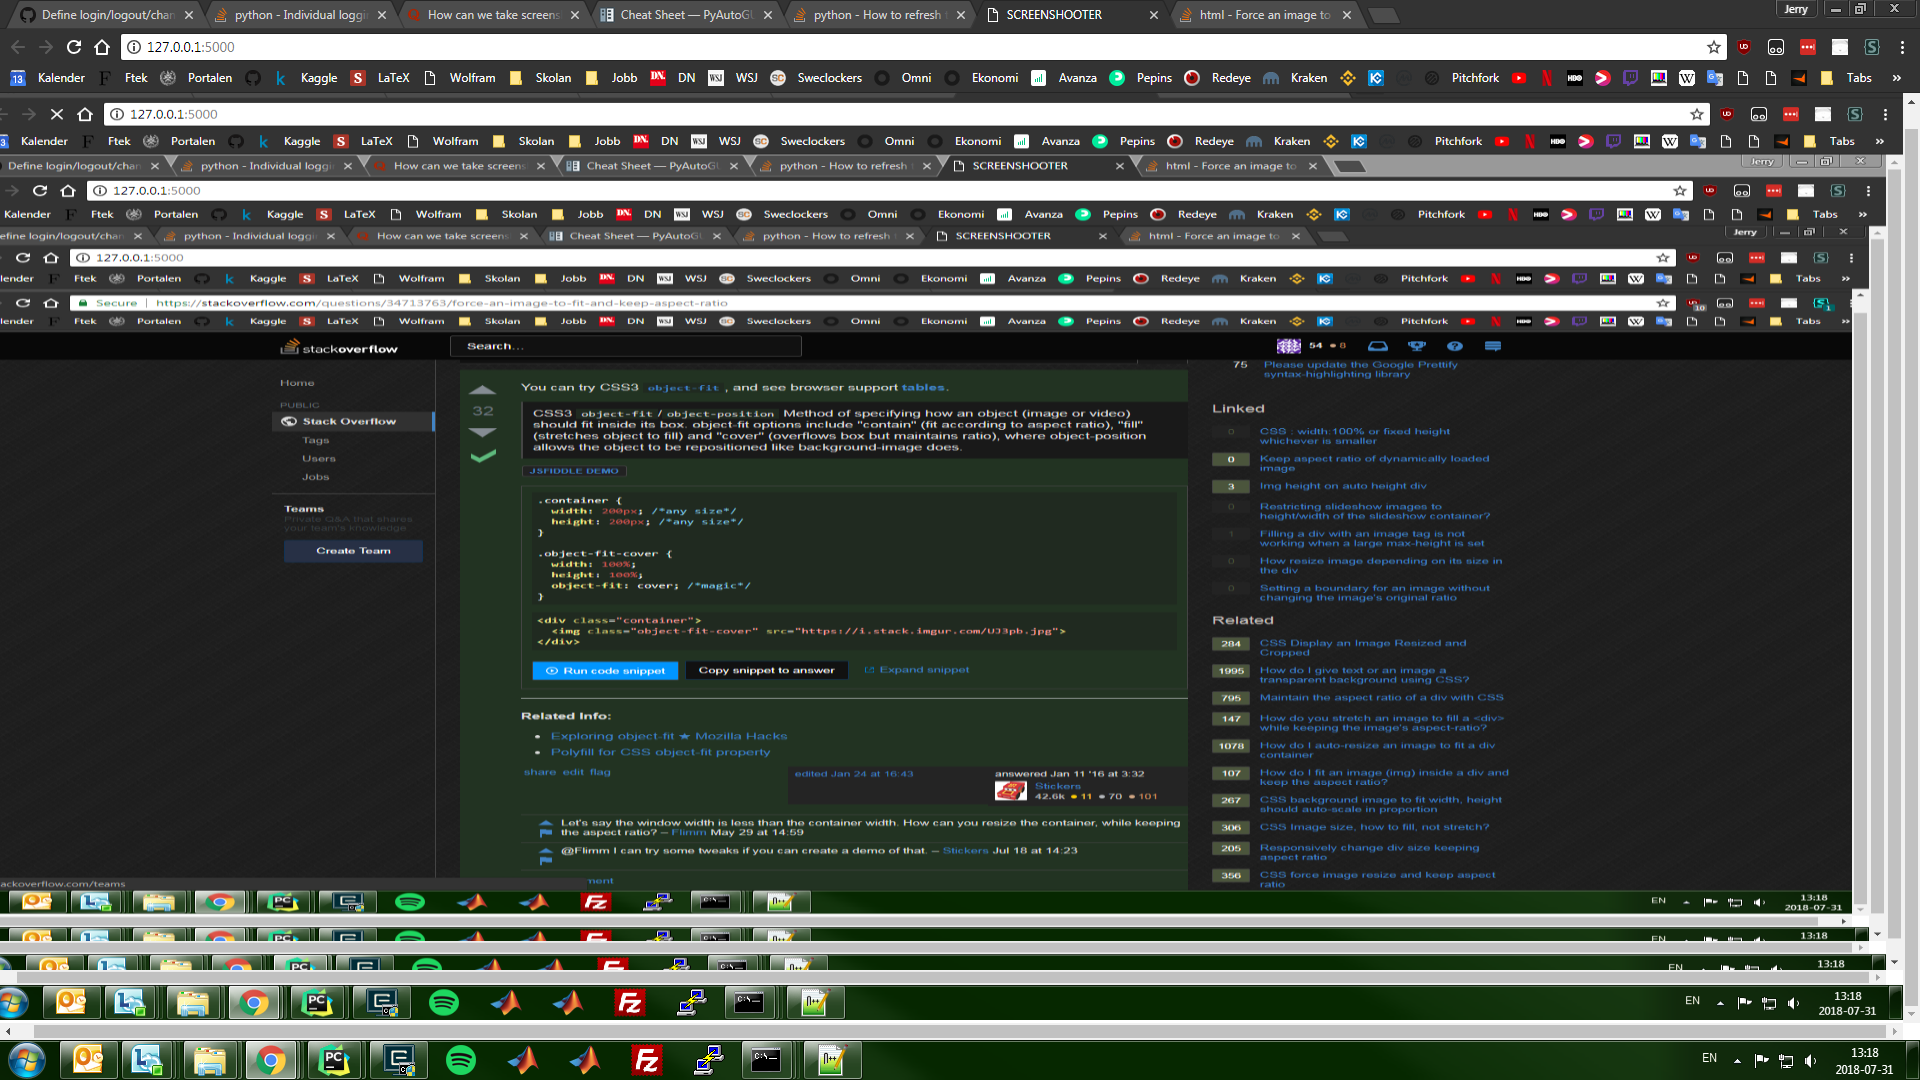 Define login/logout/chan
python - Individual loggi
How can we take screens
Cheat Sheet — PyAutoGU
python - How to refresh
SCREENSHOOTER
html - Force an image to
Jerry
127.0.0.1:5000
Kalender Ftek Portalen Kaggle LaTeX Wolfram Skolan Jobb DN WSJ Sweclockers Omni Ekonomi Avanza Pepins Redeye Kraken Pitchfork Tabs »
127.0.0.1:5000
Kalender Ftek Portalen Kaggle LaTeX Wolfram Skolan Jobb DN WSJ Sweclockers Omni Ekonomi Avanza Pepins Redeye Kraken Pitchfork Tabs »
Define login/logout/chan python - Individual loggi How can we take screens Cheat Sheet — PyAutoGU python - How to refresh SCREENSHOOTER html - Force an image to Jerry
127.0.0.1:5000
Kalender Ftek Portalen Kaggle LaTeX Wolfram Skolan Jobb DN WSJ Sweclockers Omni Ekonomi Avanza Pepins Redeye Kraken Pitchfork Tabs »
efine login/logout/chan python - Individual loggi How can we take screens Cheat Sheet — PyAutoGU python - How to refresh SCREENSHOOTER html - Force an image to Jerry
127.0.0.1:5000
lender Ftek Portalen Kaggle LaTeX Wolfram Skolan Jobb DN WSJ Sweclockers Omni Ekonomi Avanza Pepins Redeye Kraken Pitchfork Tabs »
Secure | https://stackoverflow.com/questions/34713763/force-an-image-to-fit-and-keep-aspect-ratio
lender Ftek Portalen Kaggle LaTeX Wolfram Skolan Jobb DN WSJ Sweclockers Omni Ekonomi Avanza Pepins Redeye Kraken Pitchfork Tabs »
stackoverflow
Search...
54 8
Home
PUBLIC
Stack Overflow
Tags
Users
Jobs
Teams
Private Q&A that shares
your team's knowledge
Create Team
You can try CSS3 object-fit , and see browser support tables.
32
CSS3 object-fit / object-position Method of specifying how an object (image or video)
should fit inside its box. object-fit options include "contain" (fit according to aspect ratio), "fill"
(stretches object to fill) and "cover" (overflows box but maintains ratio), where object-position
allows the object to be repositioned like background-image does.
JSFIDDLE DEMO
.container {
width: 200px; /*any size*/
height: 200px; /*any size*/
}
.object-fit-cover {
width: 100%;
height: 100%;
object-fit: cover; /*magic*/
}
<div class="container">
<img class="object-fit-cover" src="https://i.stack.imgur.com/UJ3pb.jpg">
</div>
Run code snippet
Copy snippet to answer
Expand snippet
Related Info:
Exploring object-fit ★ Mozilla Hacks
Polyfill for CSS object-fit property
share edit flag
edited Jan 24 at 16:43
answered Jan 11 '16 at 3:32
Stickers
42.6k 11 70 101
Let's say the window width is less than the container width. How can you resize the container, while keeping
the aspect ratio? – Flimm May 29 at 14:59
@Flimm I can try some tweaks if you can create a demo of that. – Stickers Jul 18 at 14:23
ment
75 Please update the Google Prettify
syntax-highlighting library
Linked
0 CSS : width:100% or fixed height
whichever is smaller
0 Keep aspect ratio of dynamically loaded
image
3 Img height on auto height div
0 Restricting slideshow images to
height/width of the slideshow container?
1 Filling a div with an image tag is not
working when a large max-height is set
0 How resize image depending on its size in
the div
0 Setting a boundary for an image without
changing the image's original ratio
Related
284 CSS Display an Image Resized and
Cropped
1995 How do I give text or an image a
transparent background using CSS?
795 Maintain the aspect ratio of a div with CSS
147 How do you stretch an image to fill a <div>
while keeping the image's aspect-ratio?
1078 How do I auto-resize an image to fit a div
container
107 How do I fit an image (img) inside a div and
keep the aspect ratio?
267 CSS background image to fit width, height
should auto-scale in proportion
306 CSS Image size, how to fill, not stretch?
205 Responsively change div size keeping
aspect ratio
356 CSS force image resize and keep aspect
ratio
ackoverflow.com/teams
EN 13:18
2018-07-31
EN 13:18
EN 13:18
EN 13:18
2018-07-31
EN 13:18
2018-07-31